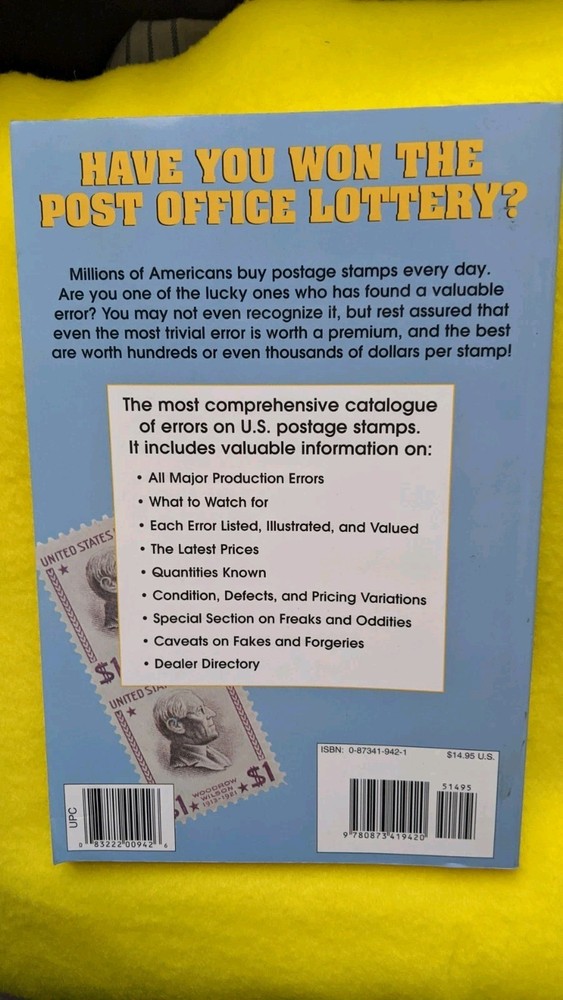 HAVE YOU WON THE
POST OFFICE LOTTERY?
Millions of Americans buy postage stamps every day.
Are you one of the lucky ones who has found a valuable
error? You may not even recognize it, but rest assured that
even the most trivial error is worth a premium, and the best
are worth hundreds or even thousands of dollars per stamp!
The most comprehensive catalogue
of errors on U.S. postage stamps.
It includes valuable information on:
• All Major Production Errors
• What to Watch for
• Each Error Listed, Illustrated, and Valued
• The Latest Prices
• Quantities Known
• Condition, Defects, and Pricing Variations
• Special Section on Freaks and Oddities
• Caveats on Fakes and Forgeries
• Dealer Directory
UNITED STATES
$1
UNITED STA
WOODROW
WILSON
1913-1921
$1
$1
UPC
0 83222 00942 6
ISBN: 0-87341-942-1
$14.95 U.S.
51495
9 780873 419420